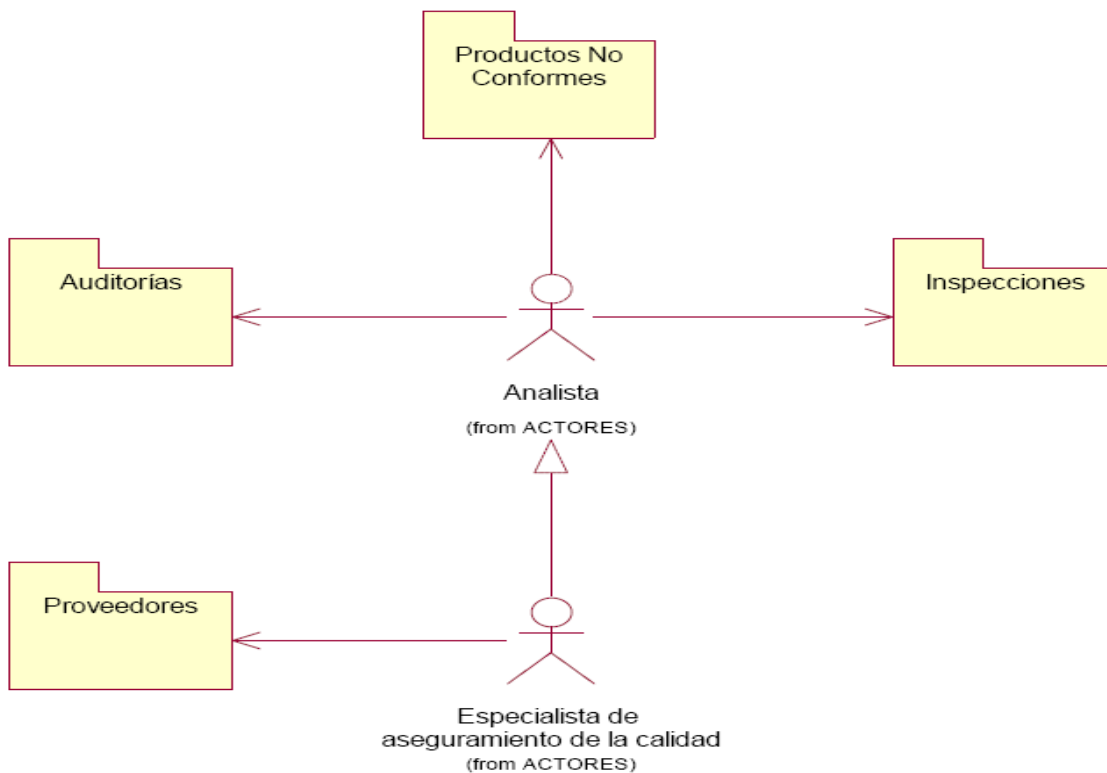 Productos No
Conformes
Auditorías
Inspecciones
Analista
(from ACTORES)
Proveedores
Especialista de
aseguramiento de la calidad
(from ACTORES)